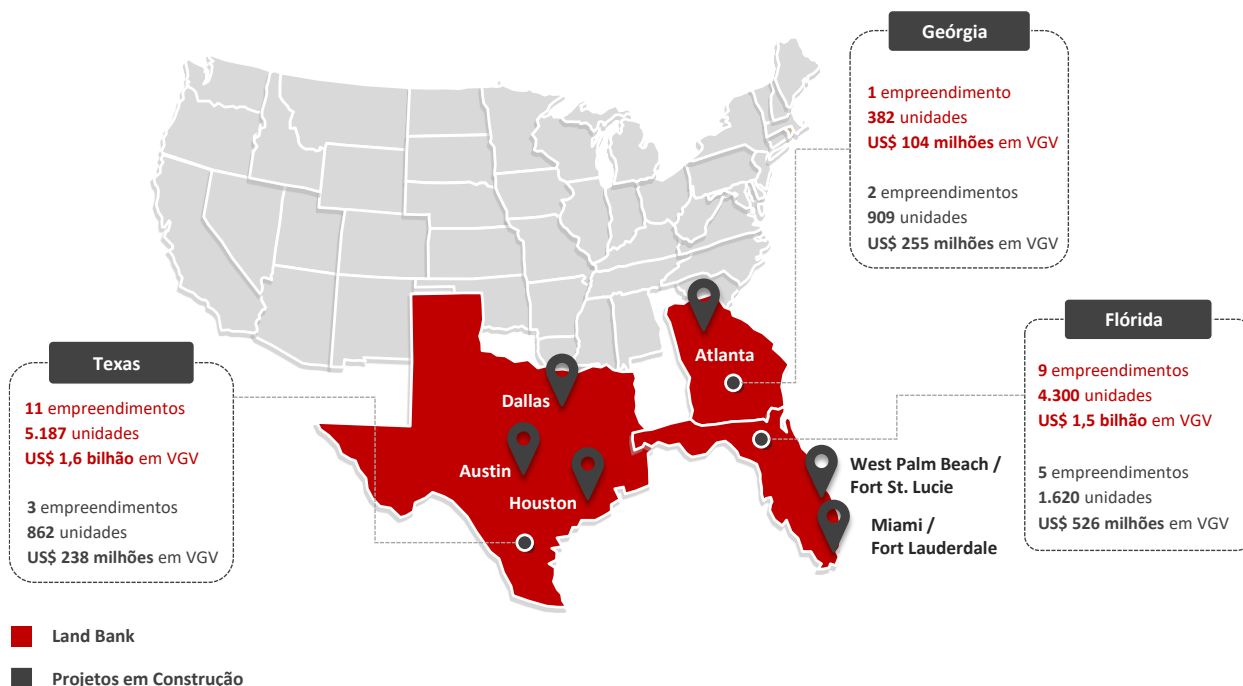 Geórgia
1 empreendimento
382 unidades
US$ 104 milhões em VGV
2 empreendimentos
909 unidades
US$ 255 milhões em VGV
Flórida
9 empreendimentos
4.300 unidades
US$ 1,5 bilhão em VGV
5 empreendimentos
1.620 unidades
US$ 526 milhões em VGV
Texas
11 empreendimentos
5.187 unidades
US$ 1,6 bilhão em VGV
3 empreendimentos
862 unidades
US$ 238 milhões em VGV
Atlanta
Dallas
Austin
Houston
West Palm Beach /
Fort St. Lucie
Miami /
Fort Lauderdale
Land Bank
Projetos em Construção